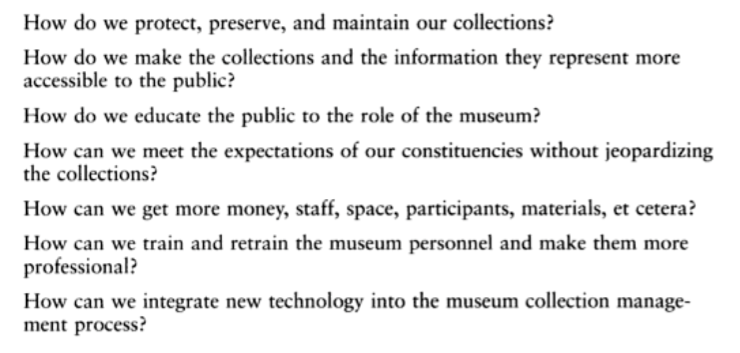 How do we protect, preserve, and maintain our collections?
How do we make the collections and the information they represent more
accessible to the public?
How do we educate the public to the role of the museum?
How can we meet the expectations of our constituencies without jeopardizing
the collections?
How can we get more money, staff, space, participants, materials, et cetera?
How can we train and retrain the museum personnel and make them more
professional?
How can we integrate new technology into the museum collection manage-
ment process?